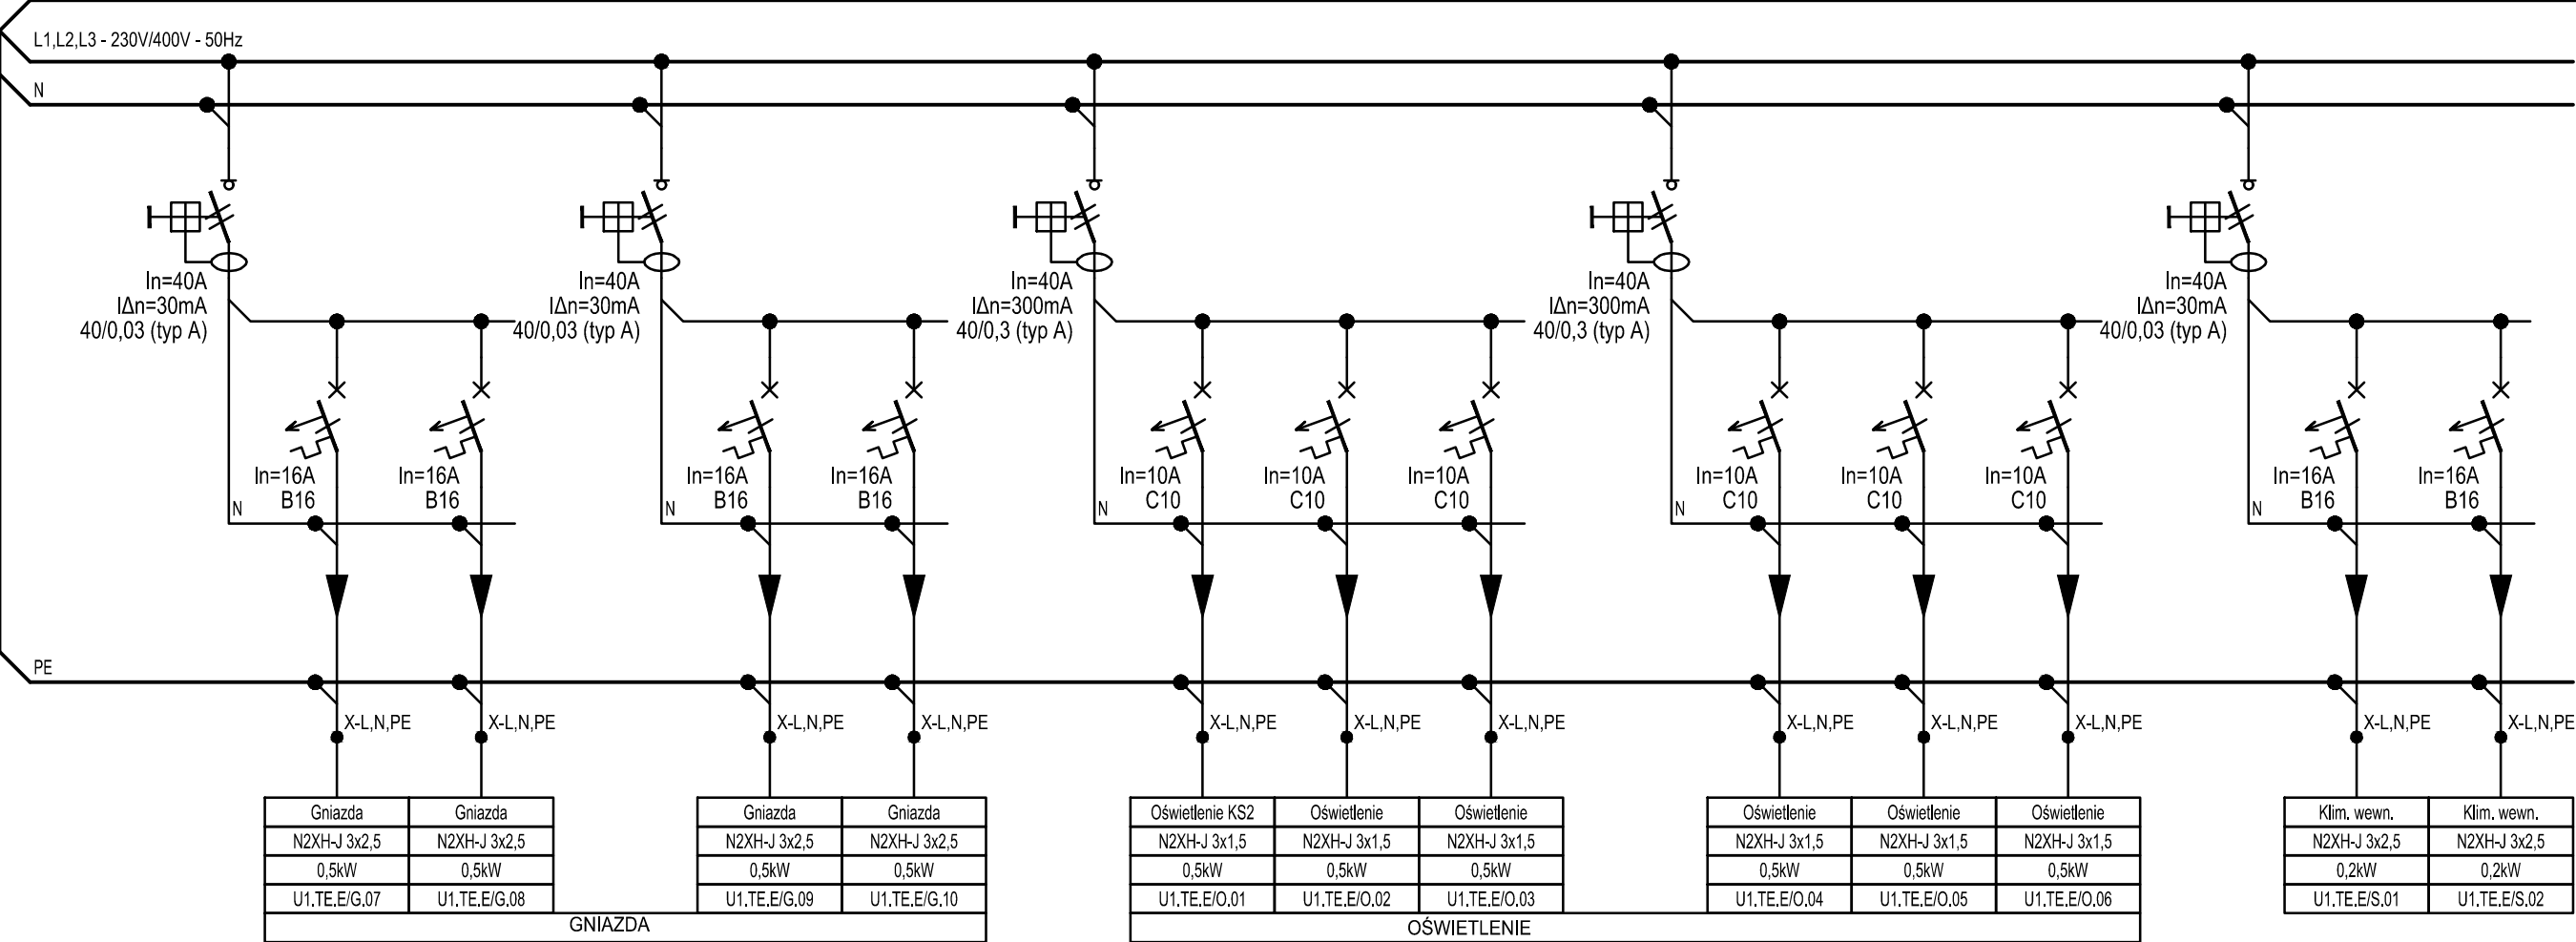 L1,L2,L3 - 230V/400V - 50Hz
N
In=40A
IΔn=30mA
40/0,03 (typ A)
In=40A
IΔn=30mA
40/0,03 (typ A)
In=40A
IΔn=300mA
40/0,3 (typ A)
In=40A
IΔn=300mA
40/0,3 (typ A)
In=40A
IΔn=30mA
40/0,03 (typ A)
In=16A
B16
In=16A
B16
In=16A
B16
In=16A
B16
In=10A
C10
In=10A
C10
In=10A
C10
In=10A
C10
In=10A
C10
In=10A
C10
In=16A
B16
In=16A
B16
N
N
N
N
N
PE
X-L,N,PE
X-L,N,PE
X-L,N,PE
X-L,N,PE
X-L,N,PE
X-L,N,PE
X-L,N,PE
X-L,N,PE
X-L,N,PE
X-L,N,PE
X-L,N,PE
X-L,N,PE
Gniazda
N2XH-J 3x2,5
0,5kW
U1.TE.E/G.07
Gniazda
N2XH-J 3x2,5
0,5kW
U1.TE.E/G.08
Gniazda
N2XH-J 3x2,5
0,5kW
U1.TE.E/G.09
Gniazda
N2XH-J 3x2,5
0,5kW
U1.TE.E/G.10
GNIAZDA
Oświetlenie KS2
N2XH-J 3x1,5
0,5kW
U1.TE.E/O.01
Oświetlenie
N2XH-J 3x1,5
0,5kW
U1.TE.E/O.02
Oświetlenie
N2XH-J 3x1,5
0,5kW
U1.TE.E/O.03
Oświetlenie
N2XH-J 3x1,5
0,5kW
U1.TE.E/O.04
Oświetlenie
N2XH-J 3x1,5
0,5kW
U1.TE.E/O.05
Oświetlenie
N2XH-J 3x1,5
0,5kW
U1.TE.E/O.06
OŚWIETLENIE
Klim. wewn.
N2XH-J 3x2,5
0,2kW
U1.TE.E/S.01
Klim. wewn.
N2XH-J 3x2,5
0,2kW
U1.TE.E/S.02